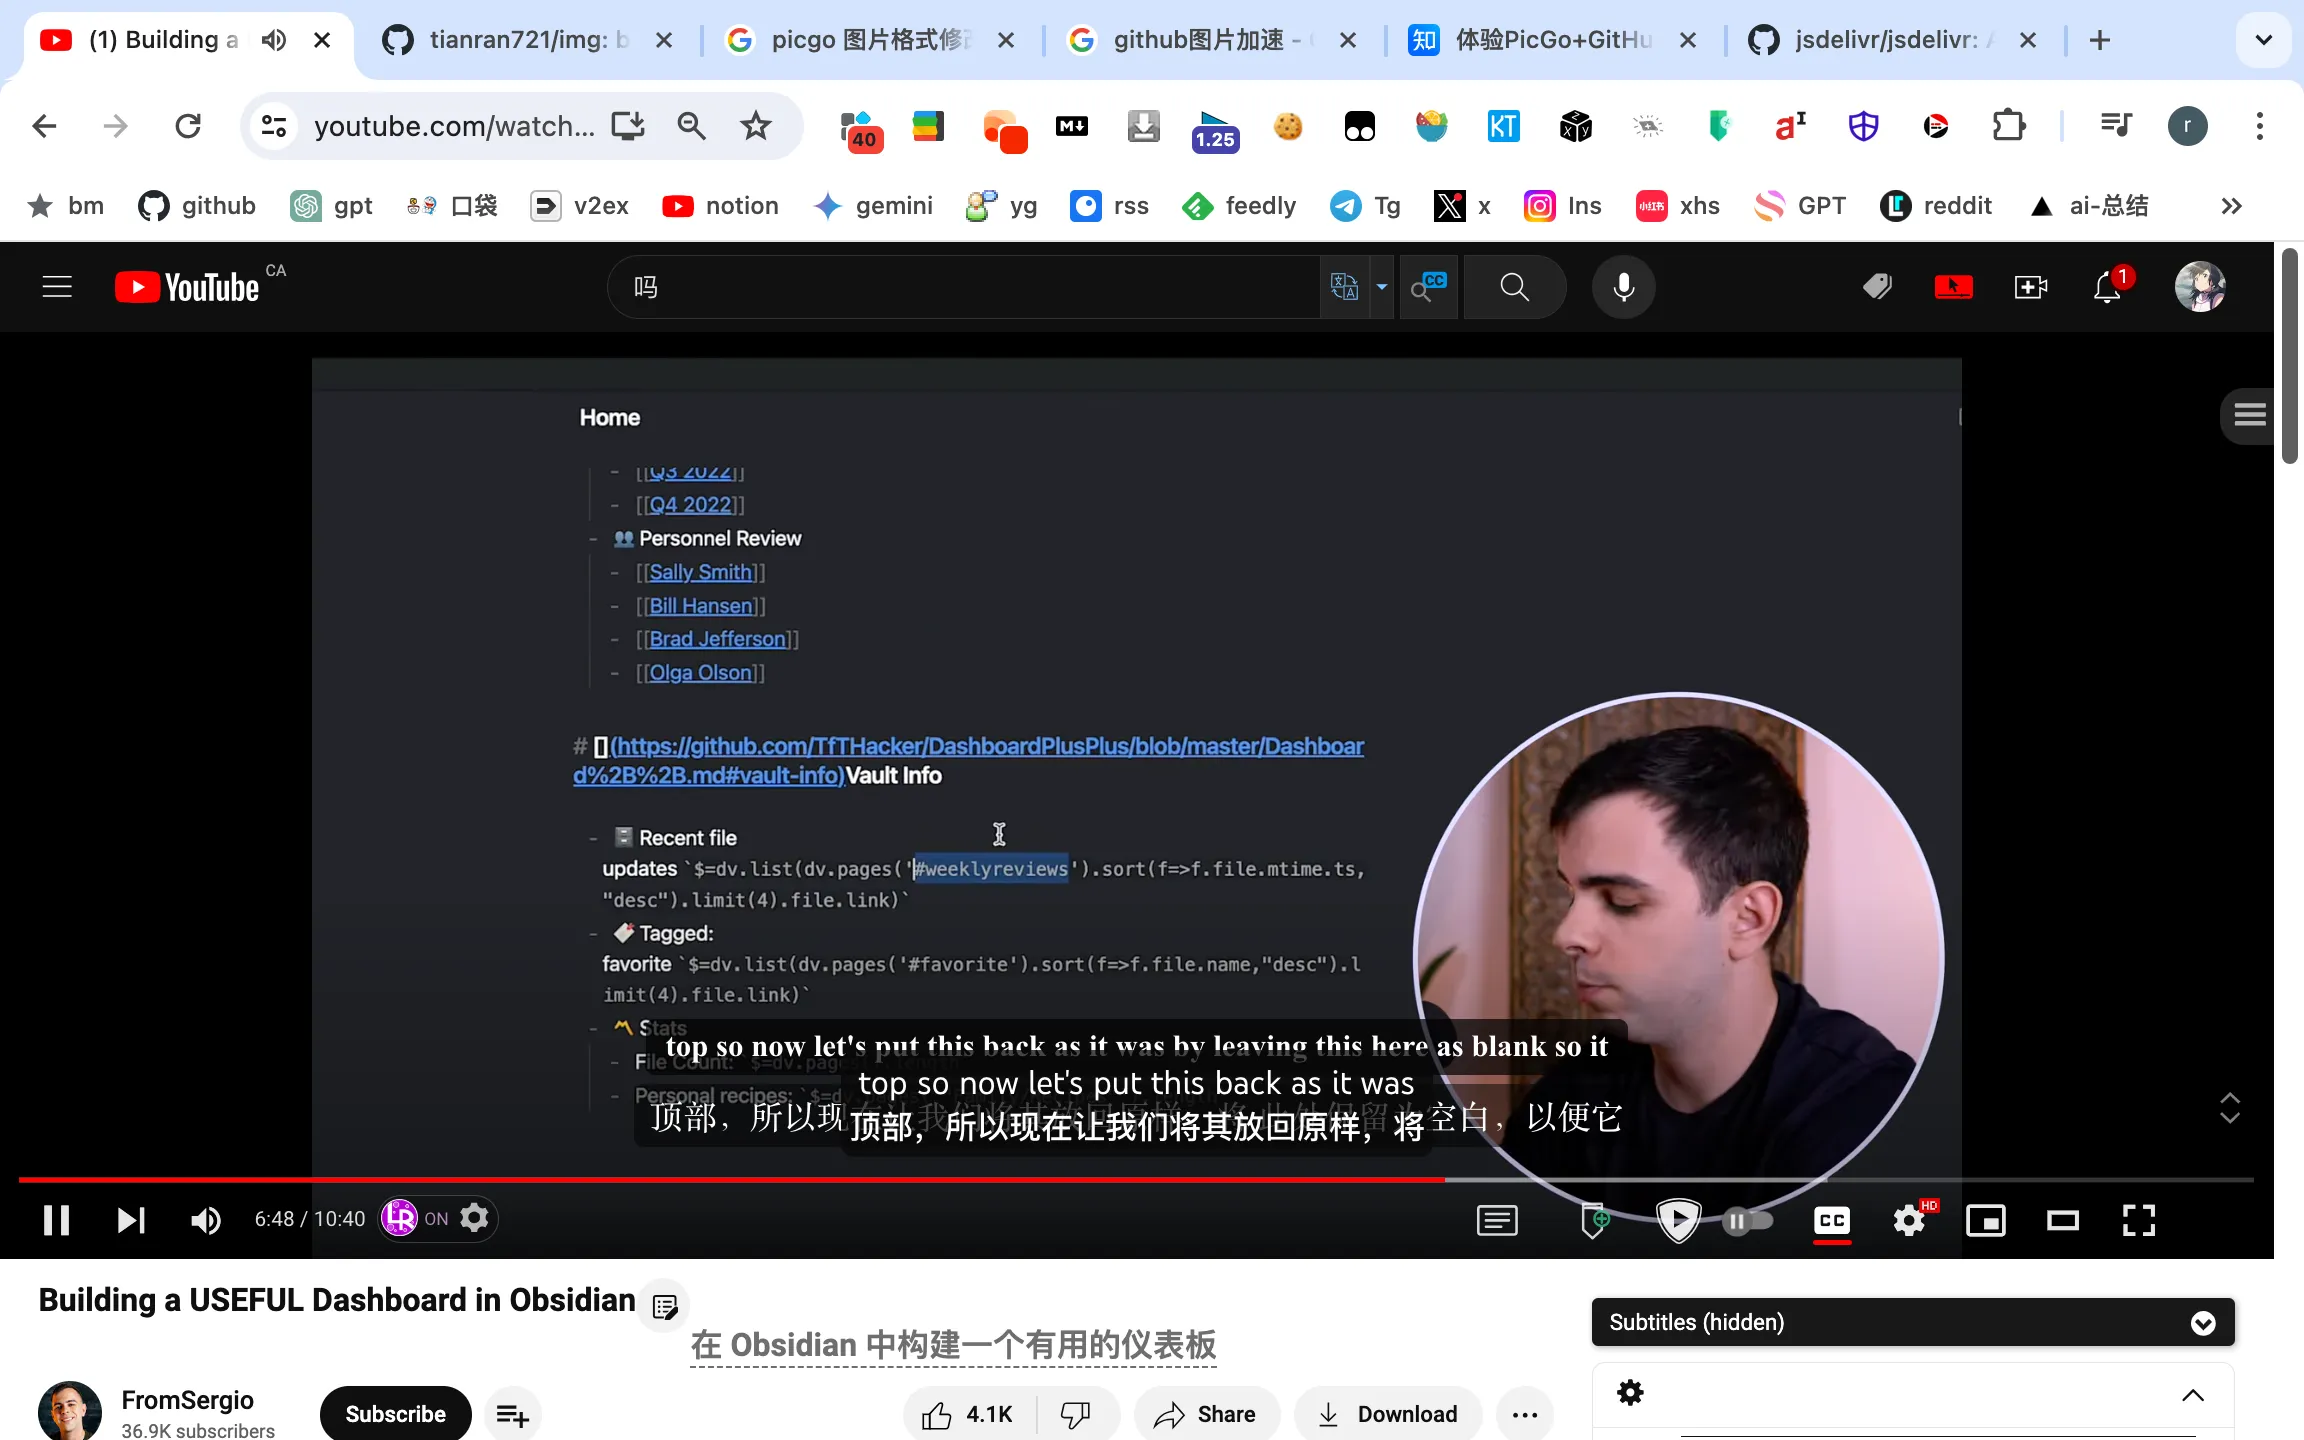 (1) Building a
tianran721/img: b
picgo 图片格式修改
github图片加速 -
体验PicGo+GitHu
jsdelivr/jsdelivr:
youtube.com/watch...
40
M
1.25
KT
r
bm
github
gpt
口袋
v2ex
notion
gemini
yg
rss
feedly
Tg
x
Ins
xhs
GPT
reddit
ai-总结
YouTube CA
吗
CC
1
Home
- [[Q3 2022]]
- [[Q4 2022]]
- Personnel Review
- [[Sally Smith]]
- [[Bill Hansen]]
- [[Brad Jefferson]]
- [[Olga Olson]]
# [](https://github.com/TfTHacker/DashboardPlusPlus/blob/master/Dashboar
d%2B%2B.md#vault-info)Vault Info
- Recent file
updates `$=dv.list(dv.pages('#weeklyreviews').sort(f=>f.file.mtime.ts,
"desc").limit(4).file.link)`
- Tagged:
favorite `$=dv.list(dv.pages('#favorite').sort(f=>f.file.name,"desc").l
imit(4).file.link)`
- Stats
top so now let's put this back as it was by leaving this here as blank so it
- File Count:
top so now let's put this back as it was
- Personal recipes: `$=d
顶部，所以现在让我们将其放回原样，将
空白，以便它
6:48 / 10:40
LR ON
CC
HD
Building a USEFUL Dashboard in Obsidian
在 Obsidian 中构建一个有用的仪表板
Subtitles (hidden)
FromSergio
36.9K subscribers
Subscribe
4.1K
Share
Download